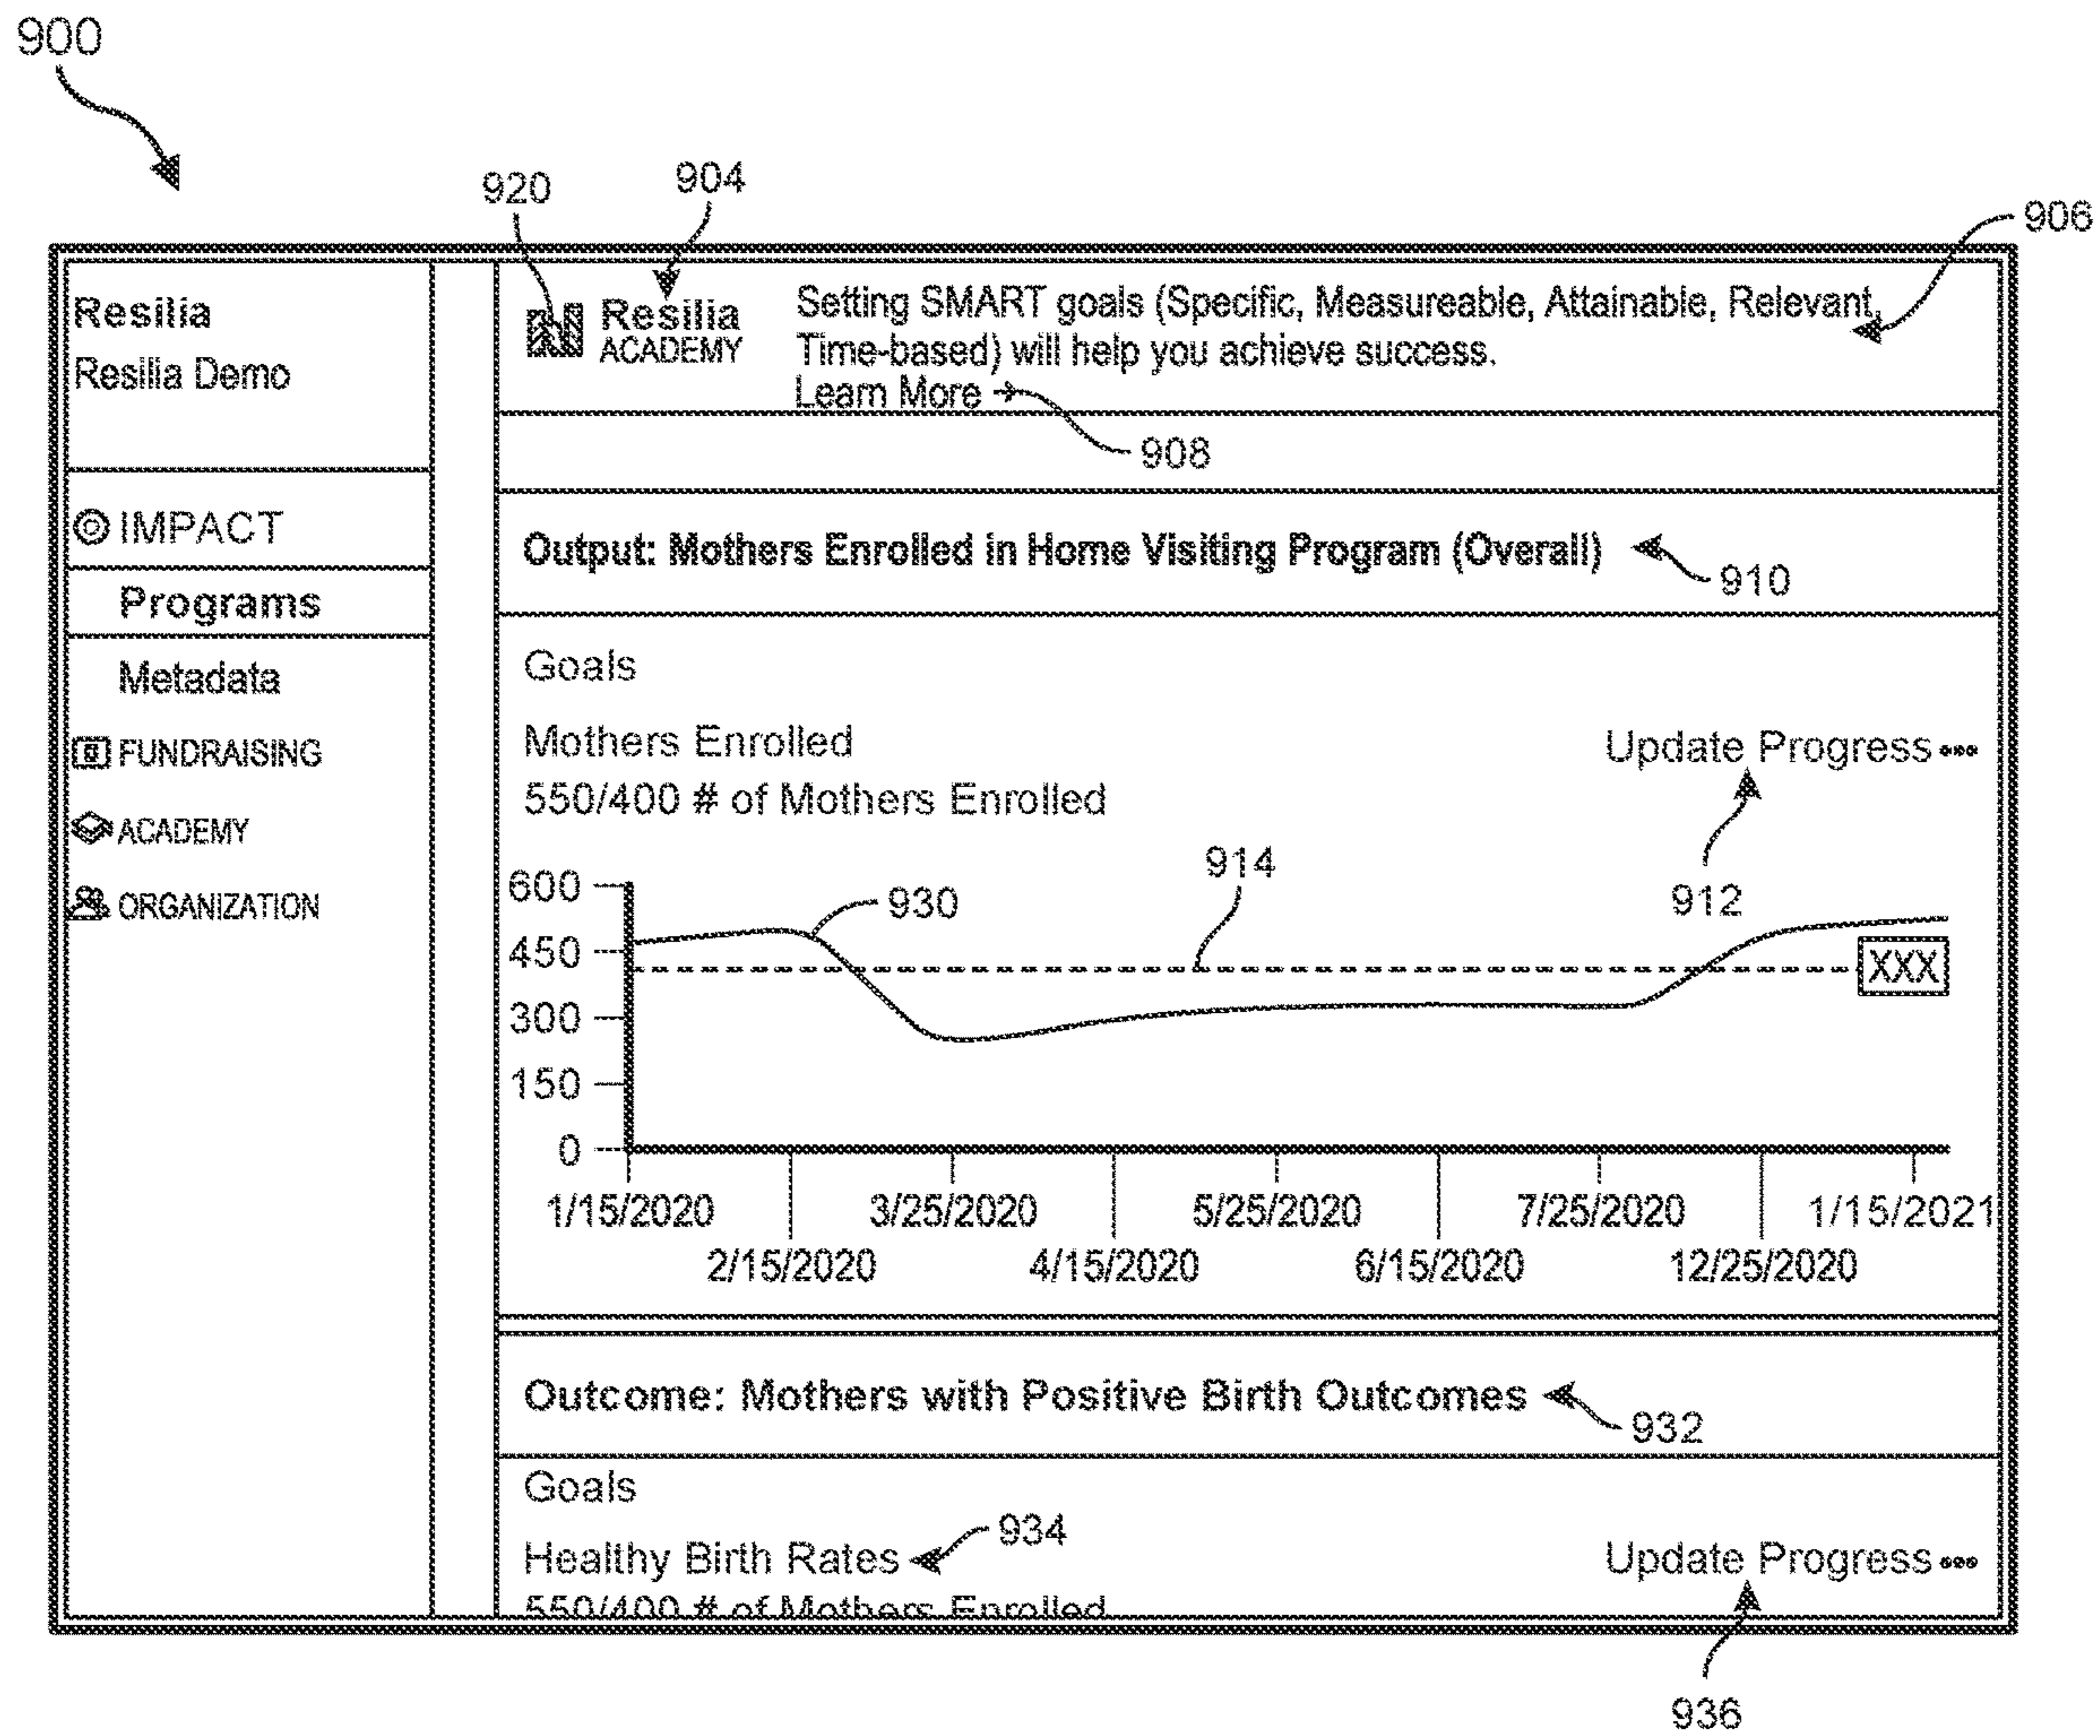 900
920
904
906
Resilia
Resilia Demo
IMPACT
Programs
Metadata
FUNDRAISING
ACADEMY
ORGANIZATION
Resilia
ACADEMY
Setting SMART goals (Specific, Measureable, Attainable, Relevant,
Time-based) will help you achieve success.
Learn More →
908
Output: Mothers Enrolled in Home Visiting Program (Overall)
910
Goals
Mothers Enrolled
Update Progress •••
550/400 # of Mothers Enrolled
912
914
930
600
450
300
150
0
XXX
1/15/2020
3/25/2020
5/25/2020
7/25/2020
1/15/2021
2/15/2020
4/15/2020
6/15/2020
12/25/2020
Outcome: Mothers with Positive Birth Outcomes
932
Goals
934
Healthy Birth Rates
Update Progress •••
550/400 # of Mothers Enrolled
936